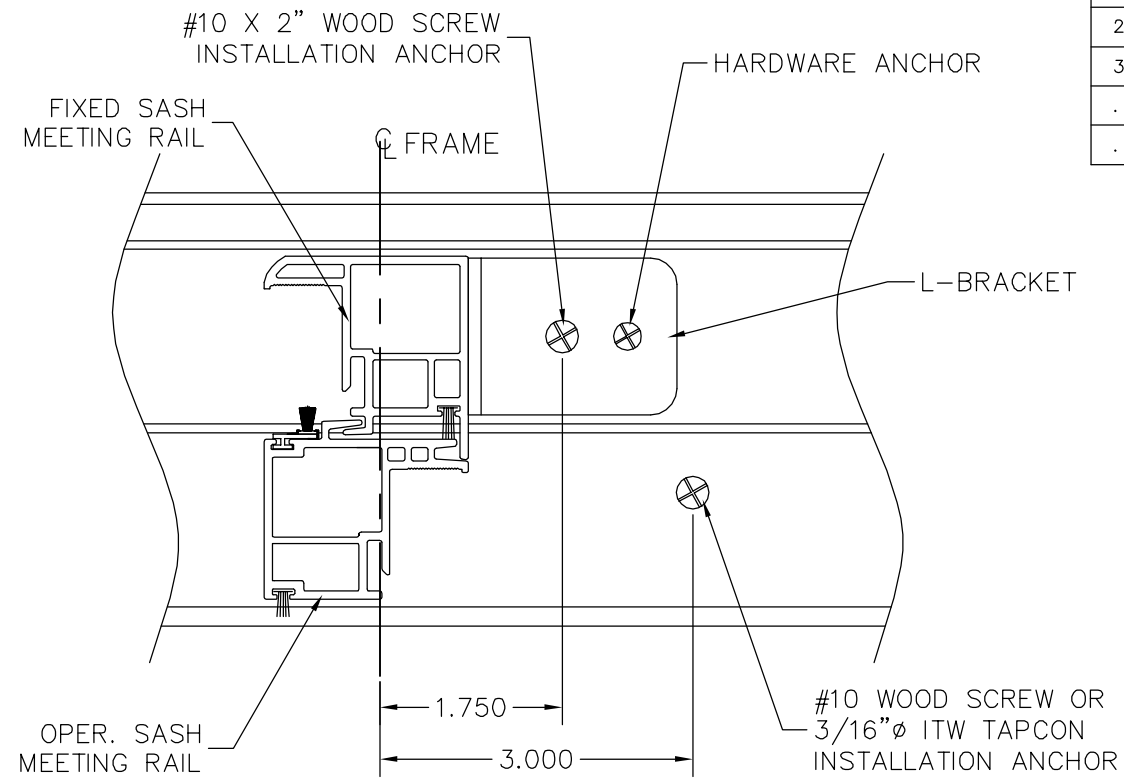 #10 X 2" WOOD SCREW
INSTALLATION ANCHOR
HARDWARE ANCHOR
FIXED SASH
MEETING RAIL
℄ FRAME
L-BRACKET
1.750
3.000
OPER. SASH
MEETING RAIL
#10 WOOD SCREW OR
3/16"ø ITW TAPCON
INSTALLATION ANCHOR
2
3
.
.